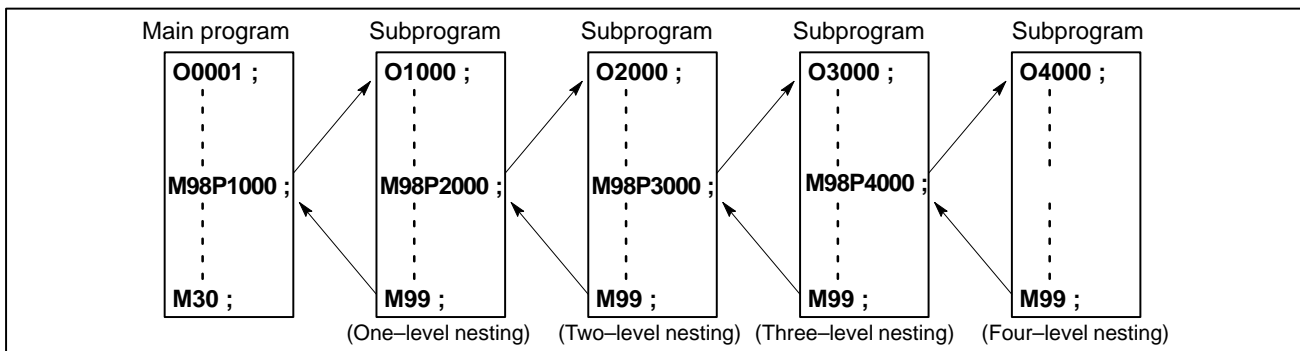 Main program
O0001 ;
M98P1000 ;
M30 ;
Subprogram
O1000 ;
M98P2000 ;
M99 ;
(One–level nesting)
Subprogram
O2000 ;
M98P3000 ;
M99 ;
(Two–level nesting)
Subprogram
O3000 ;
M98P4000 ;
M99 ;
(Three–level nesting)
Subprogram
O4000 ;
M99 ;
(Four–level nesting)